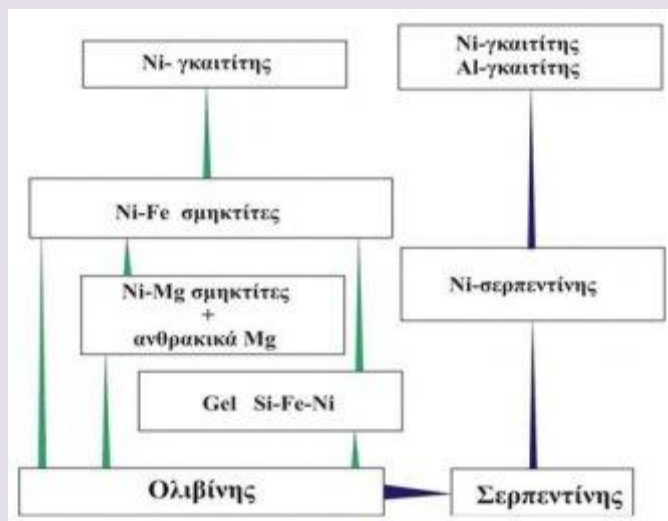 Ni- γκαιτίτης
Ni-γκαιτίτης
Al-γκαιτίτης
Ni-Fe σμηκτίτες
Ni-Mg σμηκτίτες
+
ανθρακικά Mg
Ni-σερπεντίνης
Gel Si-Fe-Ni
Ολιβίνης
Σερπεντίνης